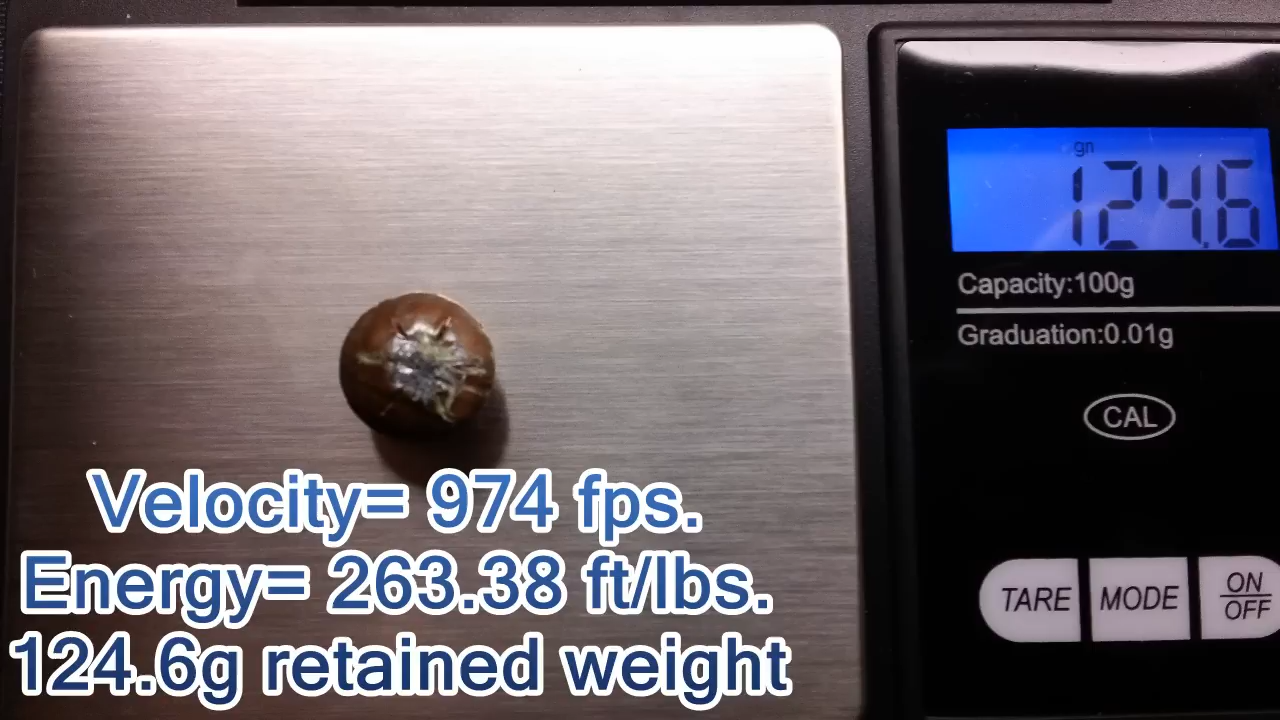 gn
124.6
Capacity:100g
Graduation:0.01g
CAL
TARE MODE ON OFF
Velocity= 974 fps.
Energy= 263.38 ft/lbs.
124.6g retained weight